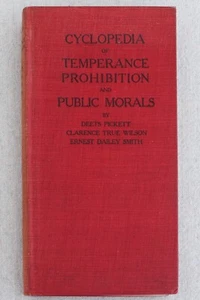 CYCLOPEDIA
OF
TEMPERANCE
PROHIBITION
AND
PUBLIC MORALS
BY
DEETS PICKETT
CLARENCE TRUE WILSON
ERNEST DAILEY SMITH